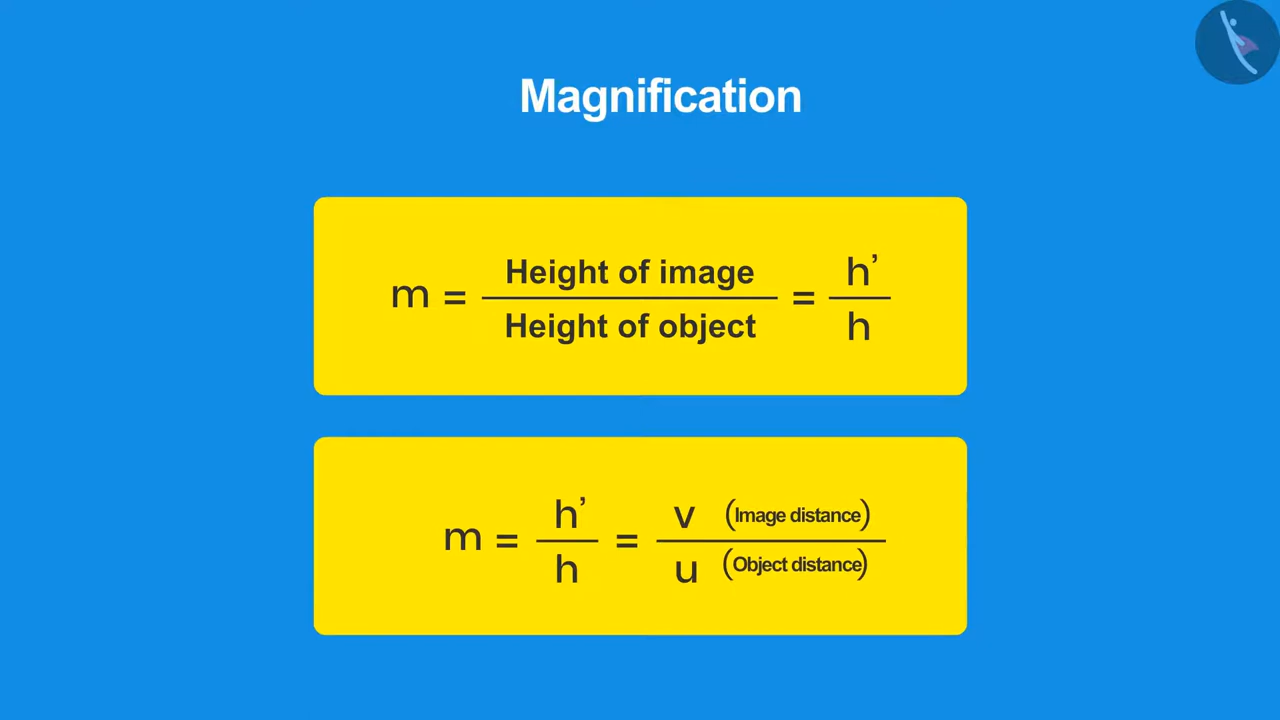 Magnification
m = Height of image / Height of object = h’ / h
m = h’ / h = v (Image distance) / u (Object distance)